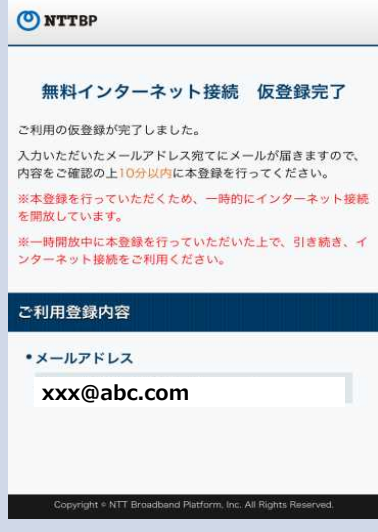 NTTBP
無料インターネット接続　仮登録完了
ご利用の仮登録が完了しました。
入力いただいたメールアドレス宛てにメールが届きますので、
内容をご確認の上10分以内に本登録を行ってください。
※本登録を行っていただくため、一時的にインターネット接続
を開放しています。
※一時開放中に本登録を行っていただいた上で、引き続き、イ
ンターネット接続をご利用ください。
ご利用登録内容
•メールアドレス
xxx@abc.com
Copyright © NTT Broadband Platform, Inc. All Rights Reserved.